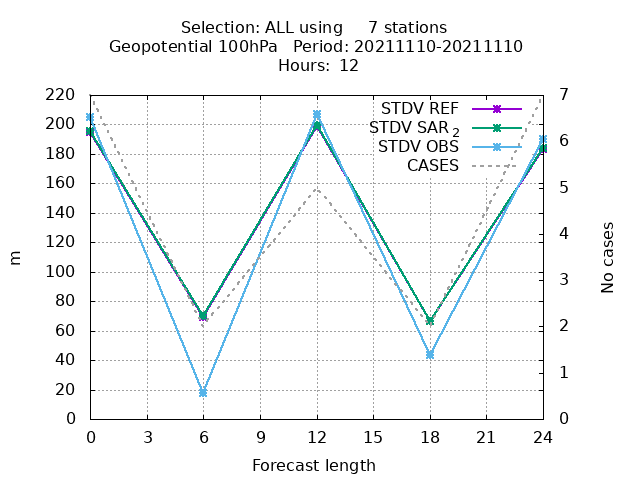 Selection: ALL using 7 stations
Geopotential 100hPa Period: 20211110-20211110
Hours: 12
STDV REF
STDV SAR 2
STDV OBS
CASES
220
200
180
160
140
120
100
80
60
40
20
0
m
7
6
5
4
3
2
1
0
No cases
0 3 6 9 12 15 18 21 24
Forecast length